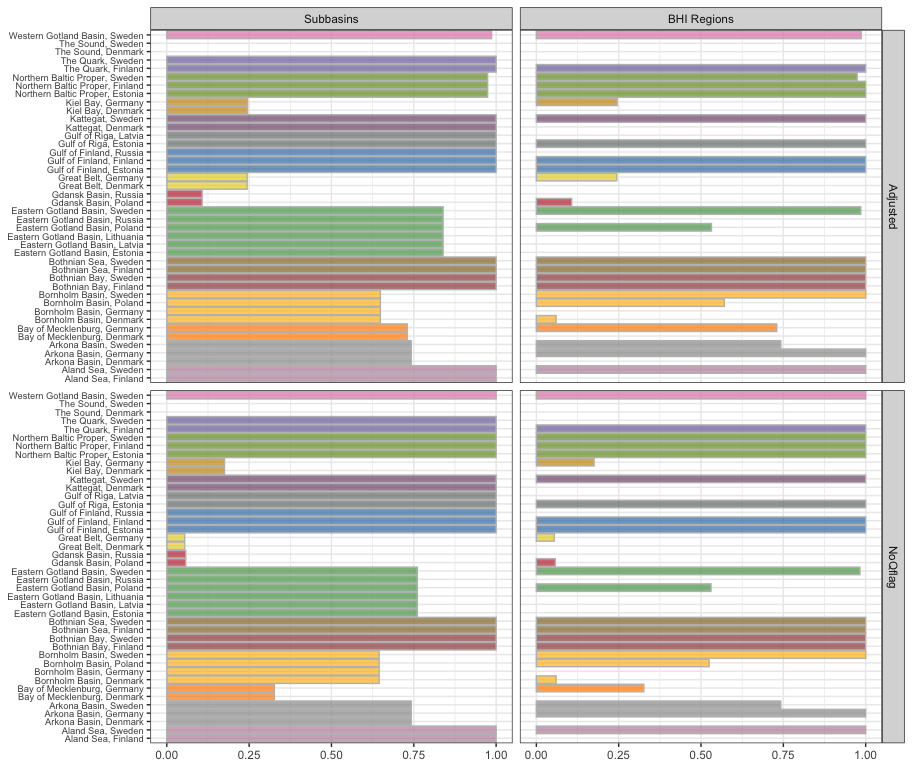 Subbasins BHI Regions
Western Gotland Basin, Sweden
The Sound, Sweden
The Sound, Denmark
The Quark, Sweden
The Quark, Finland
Northern Baltic Proper, Sweden
Northern Baltic Proper, Finland
Northern Baltic Proper, Estonia
Kiel Bay, Germany
Kiel Bay, Denmark
Kattegat, Sweden
Kattegat, Denmark
Gulf of Riga, Latvia
Gulf of Riga, Estonia
Gulf of Finland, Russia
Gulf of Finland, Finland
Gulf of Finland, Estonia
Great Belt, Germany
Great Belt, Denmark
Gdansk Basin, Russia
Gdansk Basin, Poland
Eastern Gotland Basin, Sweden
Eastern Gotland Basin, Russia
Eastern Gotland Basin, Poland
Eastern Gotland Basin, Lithuania
Eastern Gotland Basin, Latvia
Eastern Gotland Basin, Estonia
Bothnian Sea, Sweden
Bothnian Sea, Finland
Bothnian Bay, Sweden
Bothnian Bay, Finland
Bornholm Basin, Sweden
Bornholm Basin, Poland
Bornholm Basin, Germany
Bornholm Basin, Denmark
Bay of Mecklenburg, Germany
Bay of Mecklenburg, Denmark
Arkona Basin, Sweden
Arkona Basin, Germany
Arkona Basin, Denmark
Aland Sea, Sweden
Aland Sea, Finland
Adjusted
Western Gotland Basin, Sweden
The Sound, Sweden
The Sound, Denmark
The Quark, Sweden
The Quark, Finland
Northern Baltic Proper, Sweden
Northern Baltic Proper, Finland
Northern Baltic Proper, Estonia
Kiel Bay, Germany
Kiel Bay, Denmark
Kattegat, Sweden
Kattegat, Denmark
Gulf of Riga, Latvia
Gulf of Riga, Estonia
Gulf of Finland, Russia
Gulf of Finland, Finland
Gulf of Finland, Estonia
Great Belt, Germany
Great Belt, Denmark
Gdansk Basin, Russia
Gdansk Basin, Poland
Eastern Gotland Basin, Sweden
Eastern Gotland Basin, Russia
Eastern Gotland Basin, Poland
Eastern Gotland Basin, Lithuania
Eastern Gotland Basin, Latvia
Eastern Gotland Basin, Estonia
Bothnian Sea, Sweden
Bothnian Sea, Finland
Bothnian Bay, Sweden
Bothnian Bay, Finland
Bornholm Basin, Sweden
Bornholm Basin, Poland
Bornholm Basin, Germany
Bornholm Basin, Denmark
Bay of Mecklenburg, Germany
Bay of Mecklenburg, Denmark
Arkona Basin, Sweden
Arkona Basin, Germany
Arkona Basin, Denmark
Aland Sea, Sweden
Aland Sea, Finland
NoQflag
0.00 0.25 0.50 0.75 1.00 0.00 0.25 0.50 0.75 1.00